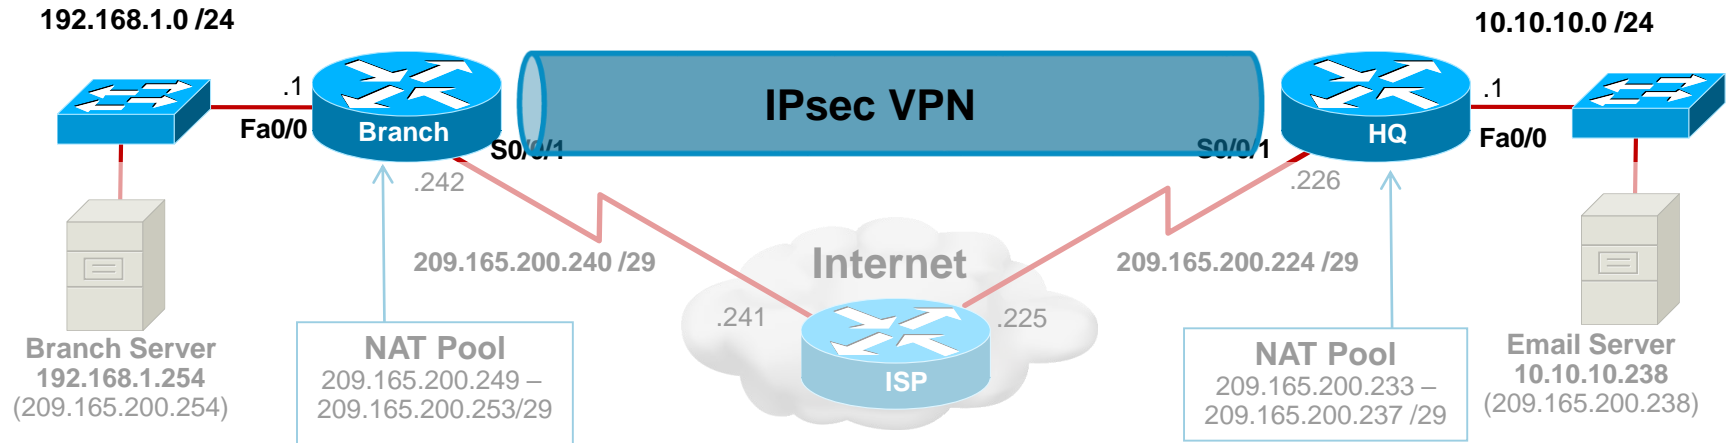 192.168.1.0 /24
10.10.10.0 /24
IPsec VPN
.1
.1
Fa0/0
Branch
HQ
Fa0/0
S0/0/1
S0/0/1
.242
.226
209.165.200.240 /29
Internet
209.165.200.224 /29
.241
.225
ISP
Branch Server
192.168.1.254
(209.165.200.254)
NAT Pool
209.165.200.249 –
209.165.200.253/29
NAT Pool
209.165.200.233 –
209.165.200.237 /29
Email Server
10.10.10.238
(209.165.200.238)